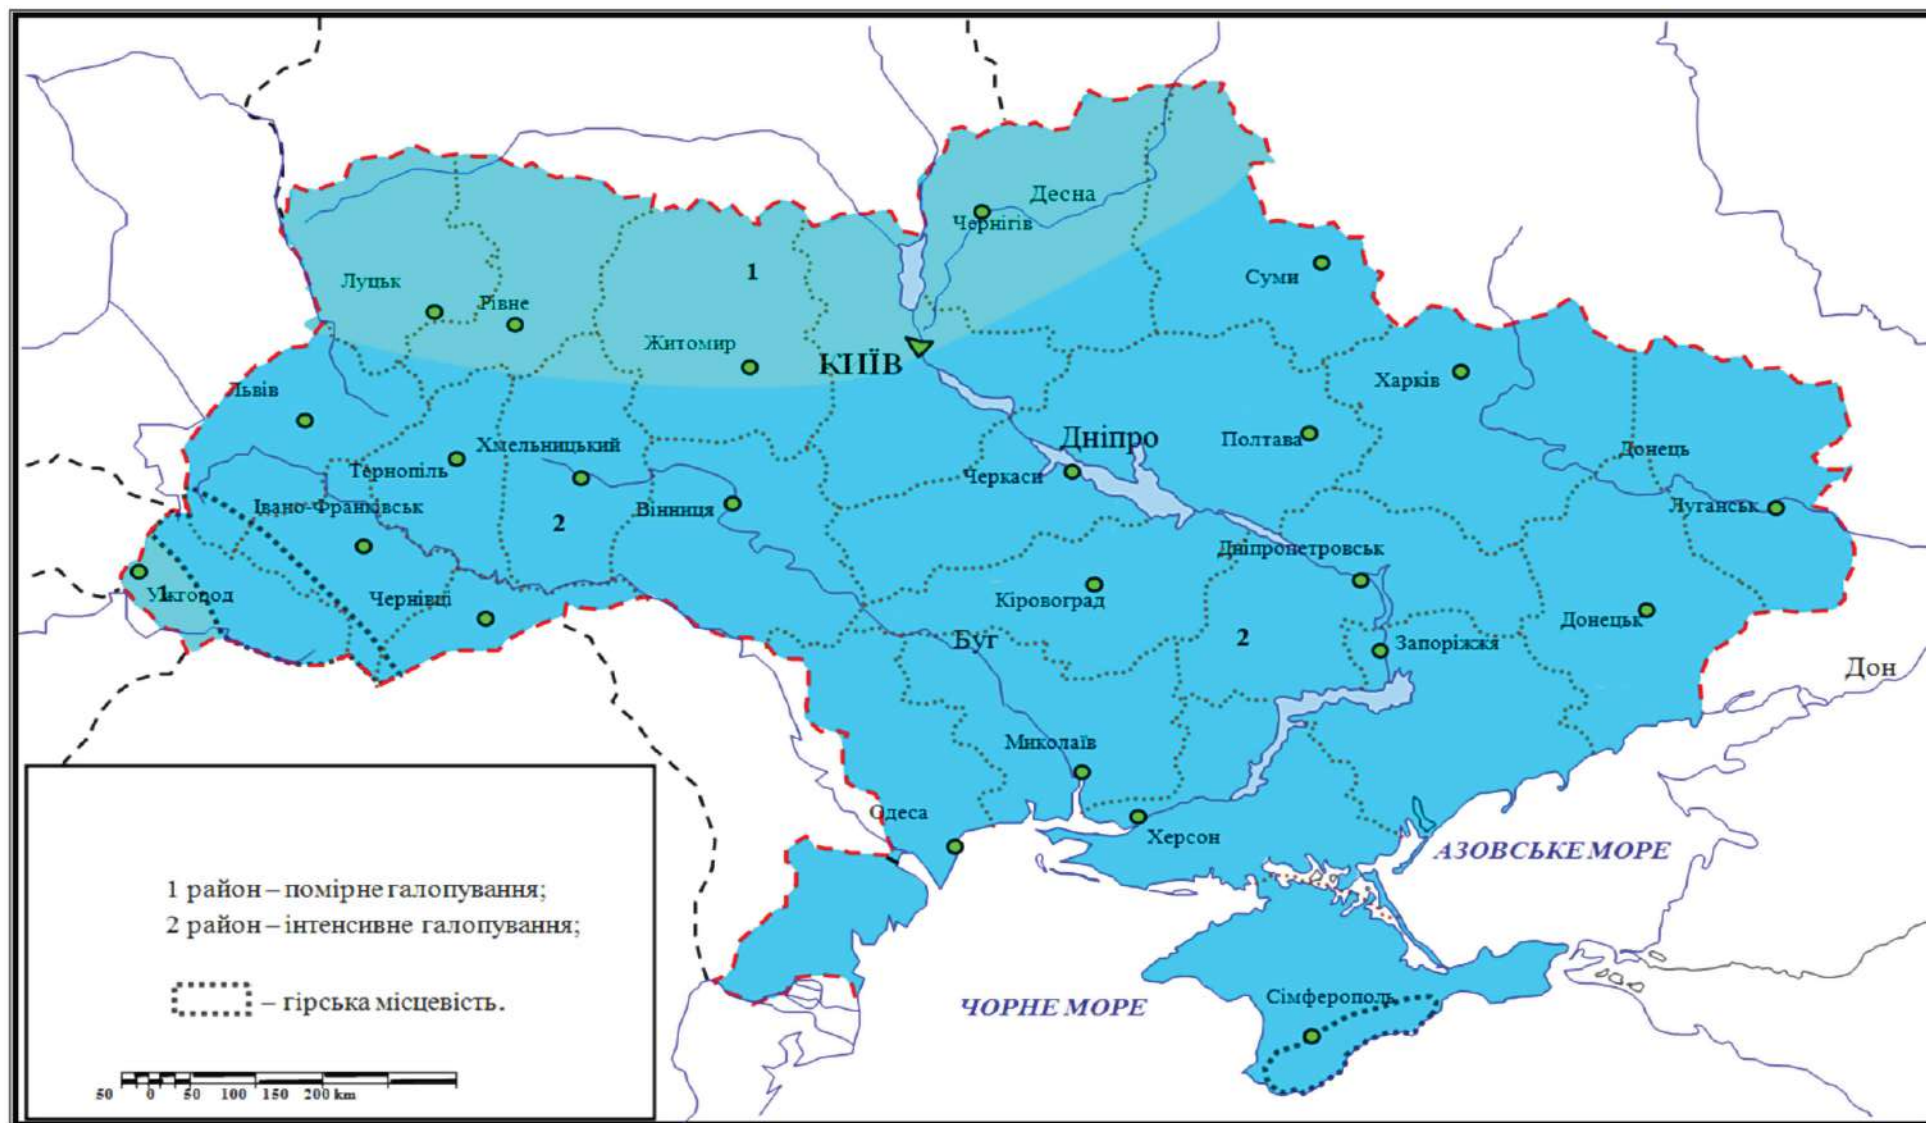 Десна
Чернігів
1
Суми
Луцьк
Рівне
Житомир
КИЇВ
Харків
Львів
Дніпро
Полтава
Хмельницький
Тернопіль
Черкаси
Донець
Івано-Франківськ
2
Вінниця
Луганськ
Дніпропетровськ
1
Ужгород
Чернівці
Кіровоград
Донецьк
Буг
2
Запоріжжя
Дон
Миколаїв
Одеса
Херсон
АЗОВСЬКЕ МОРЕ
ЧОРНЕ МОРЕ
Сімферополь
1 район – помірне галопування;
2 район – інтенсивне галопування;
– гірська місцевість.
50 0 50 100 150 200 km